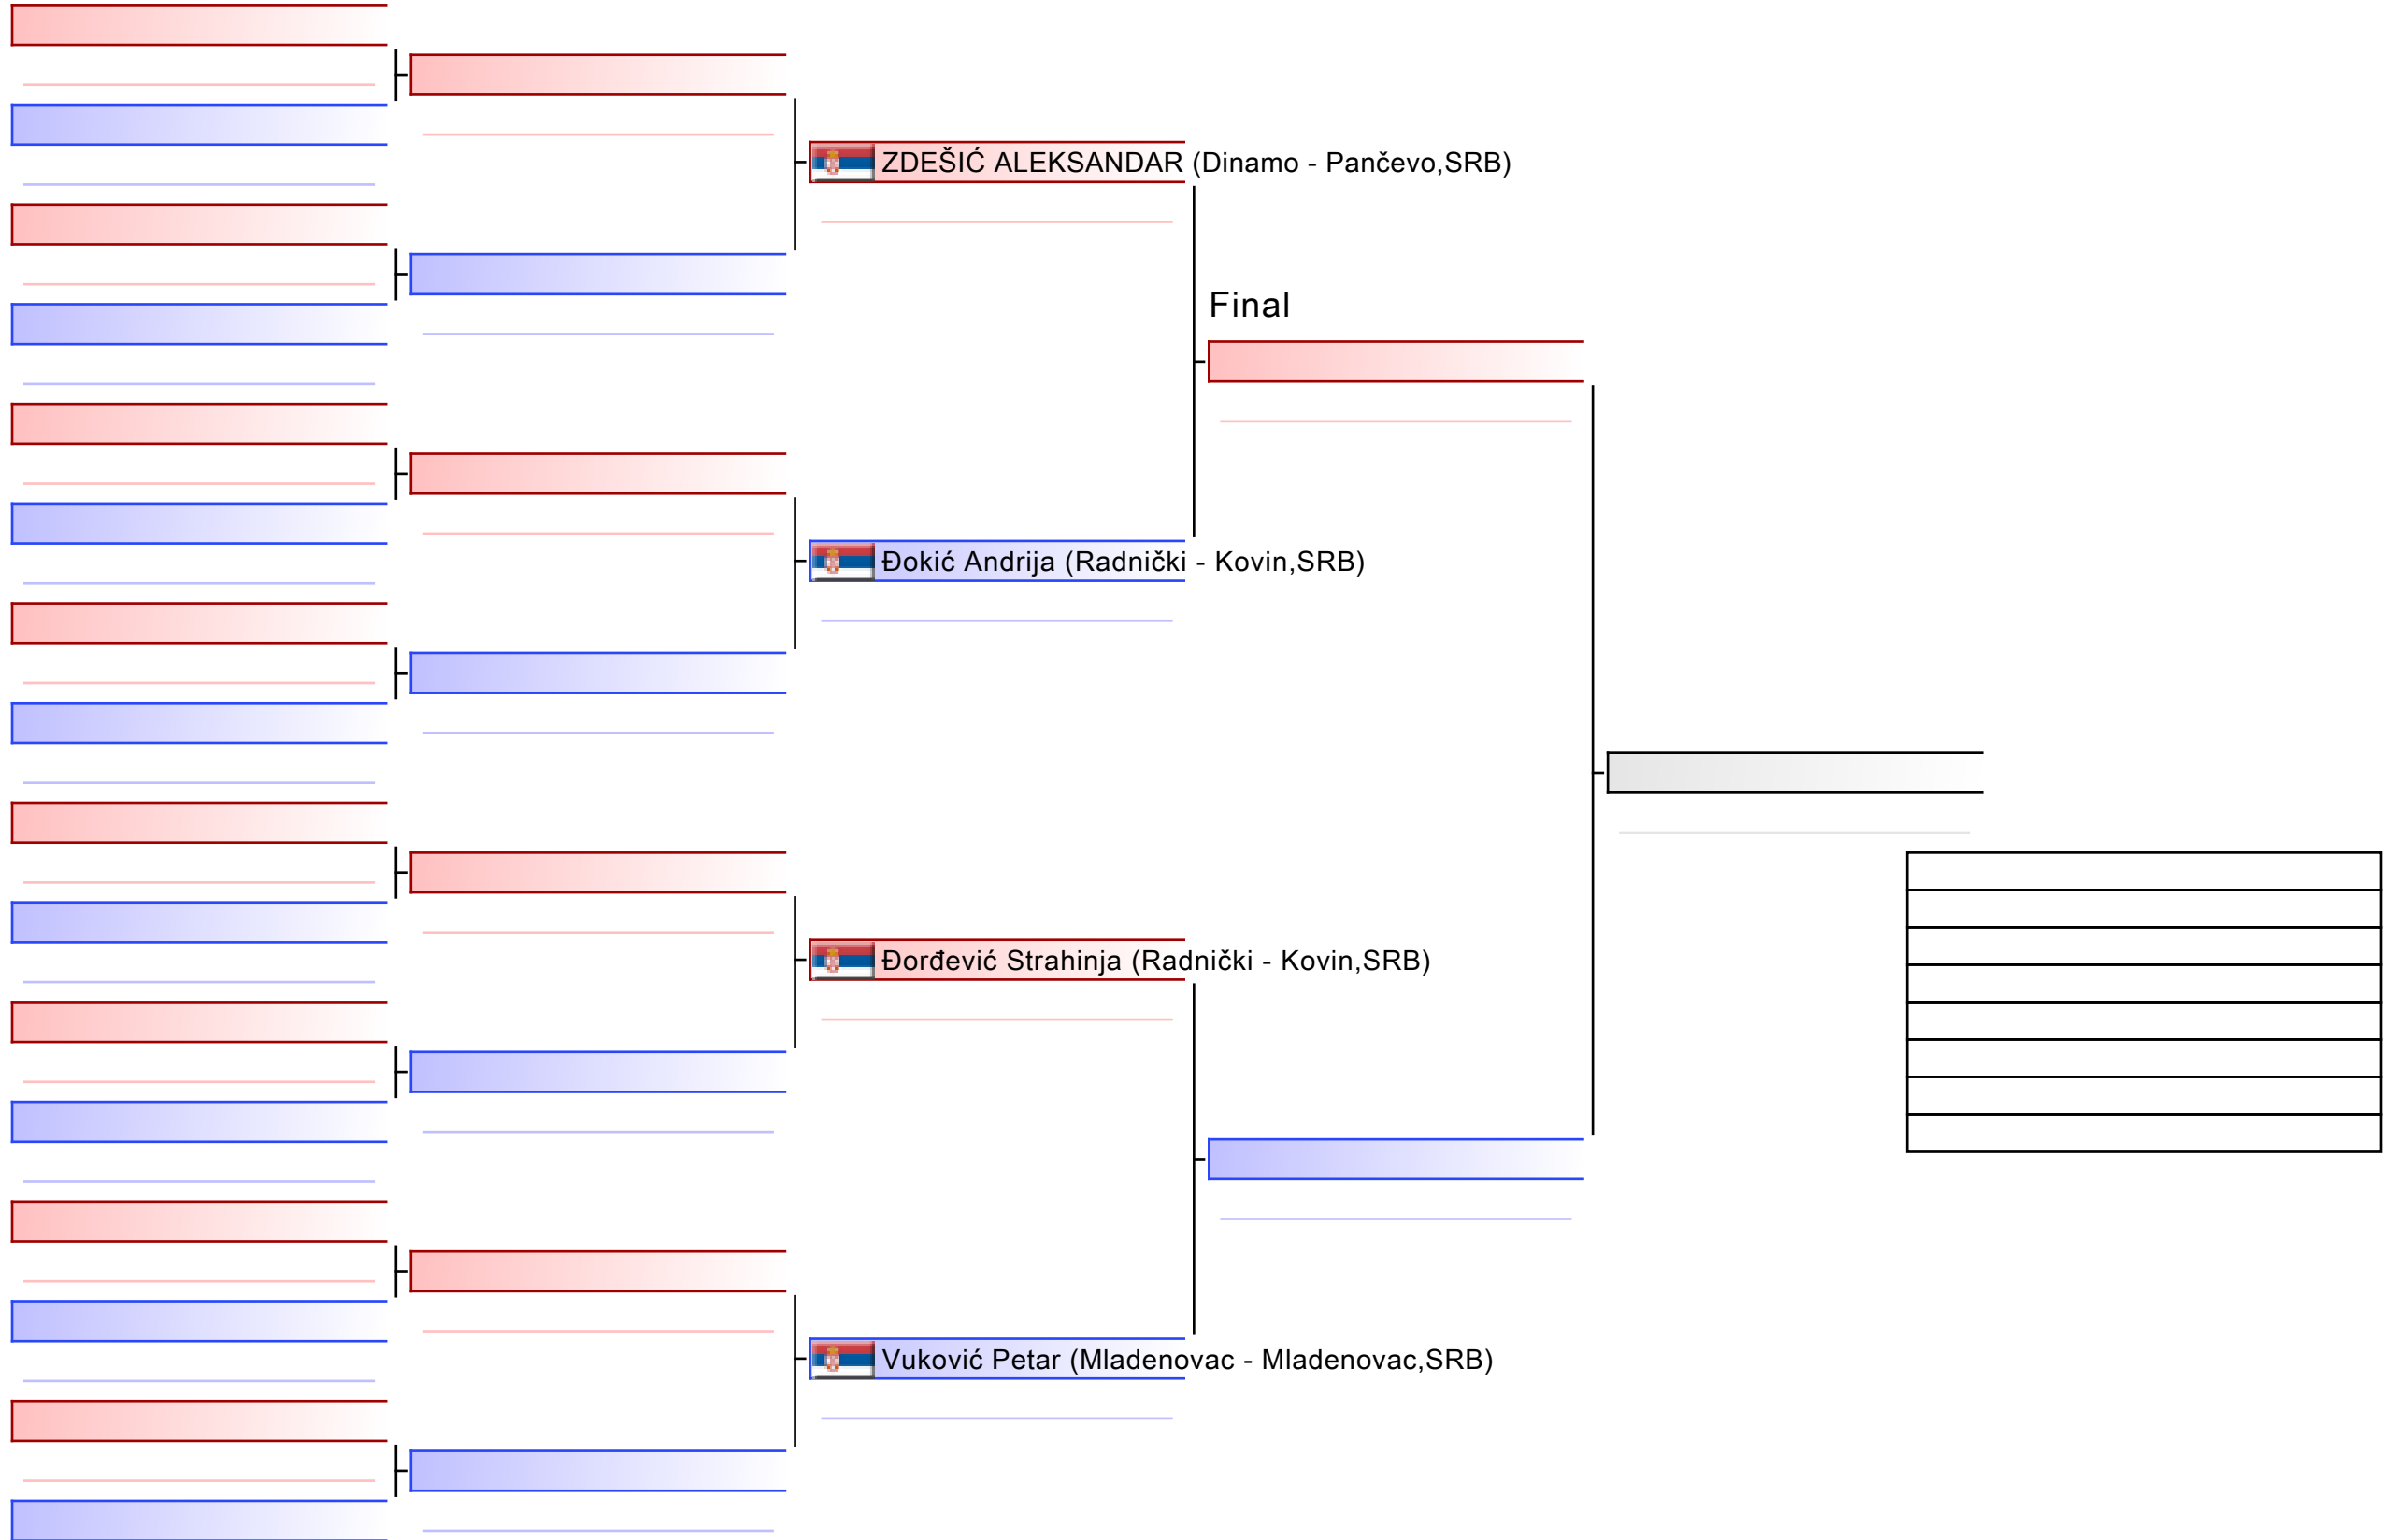 ZDEŠIĆ ALEKSANDAR (Dinamo - Pančevo,SRB)
Final
Đokić Andrija (Radnički - Kovin,SRB)
Đorđević Strahinja (Radnički - Kovin,SRB)
Vuković Petar (Mladenovac - Mladenovac,SRB)